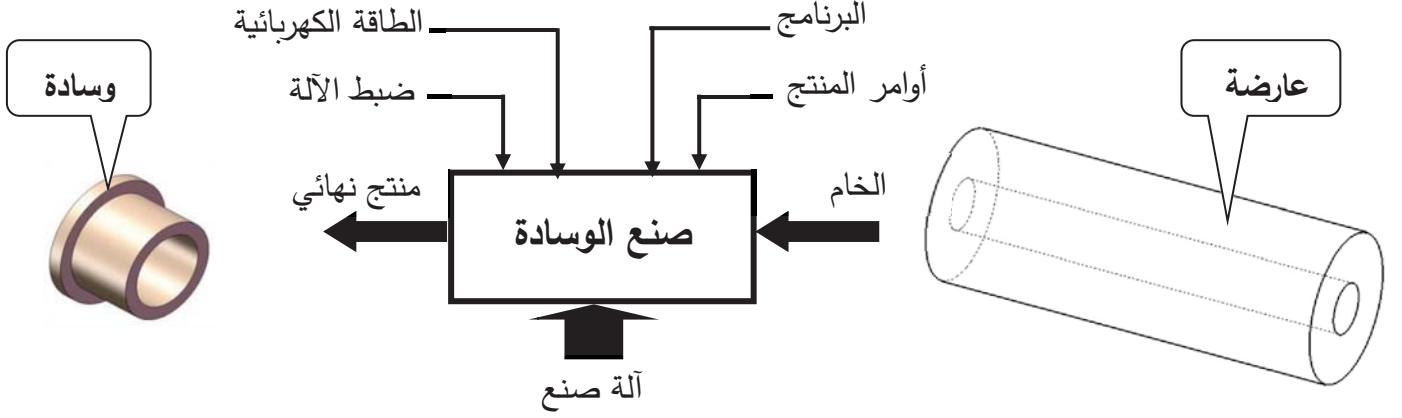 البرنامج
الطاقة الكهربائية
عارضة
وسادة
أوامر المنتج
ضبط الآلة
الخام
منتج نهائي
صنع الوسادة
آلة صنع